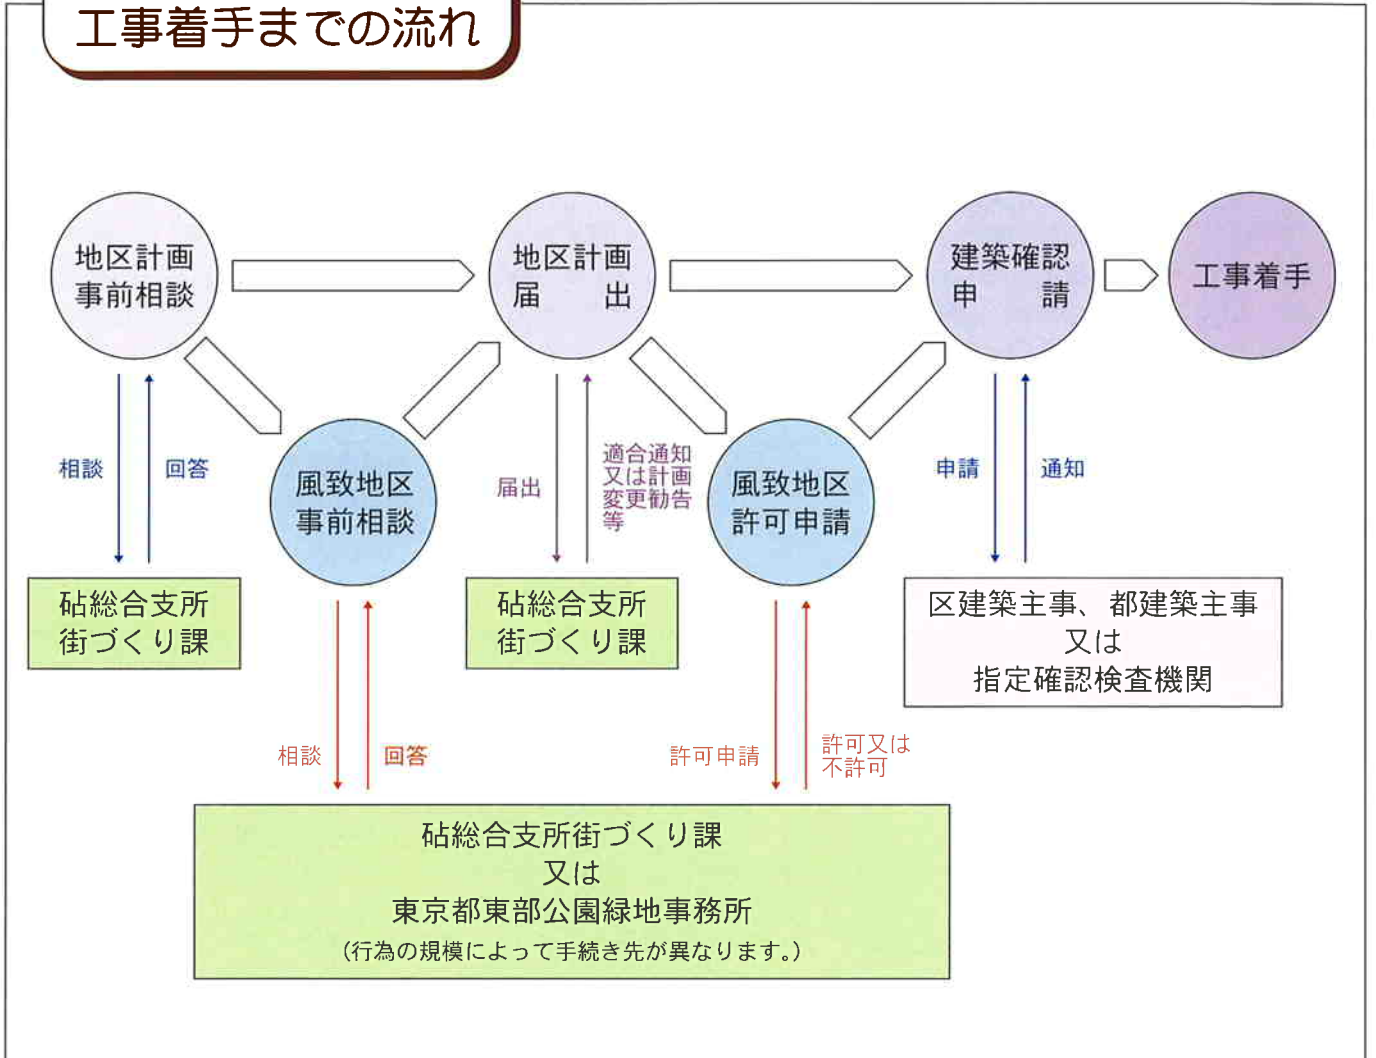 工事着手までの流れ
地区計画
事前相談
地区計画
届　　出
建築確認
申　　請
工事着手
風致地区
事前相談
風致地区
許可申請
相談
回答
届出
適合通知
又は計画
変更勧告
等
申請
通知
砧総合支所
街づくり課
砧総合支所
街づくり課
区建築主事、都建築主事
又は
指定確認検査機関
相談
回答
許可申請
許可又は
不許可
砧総合支所街づくり課
又は
東京都東部公園緑地事務所
（行為の規模によって手続き先が異なります。）